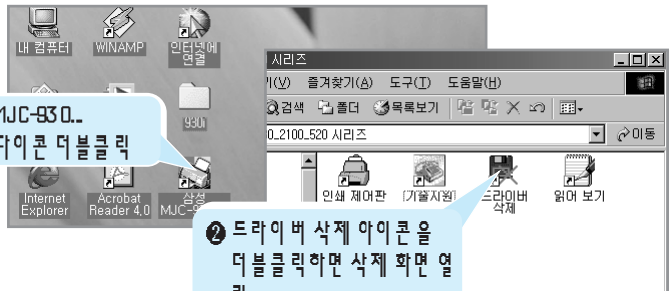 내 컴퓨터
WINAMP
인터넷에
연결
930i
MJC-930...
아이콘 더블클릭
Internet
Explorer
Acrobat
Reader 4.0
삼성
시리즈
(V) 즐겨찾기(A) 도구(T) 도움말(H)
검색 폴더 목록보기
0_2100_520 시리즈
이동
인쇄 제어판
[기술지원]
드라이버
삭제
읽어 보기
❷ 드라이버 삭제 아이콘을
더블클릭하면 삭제 화면 열